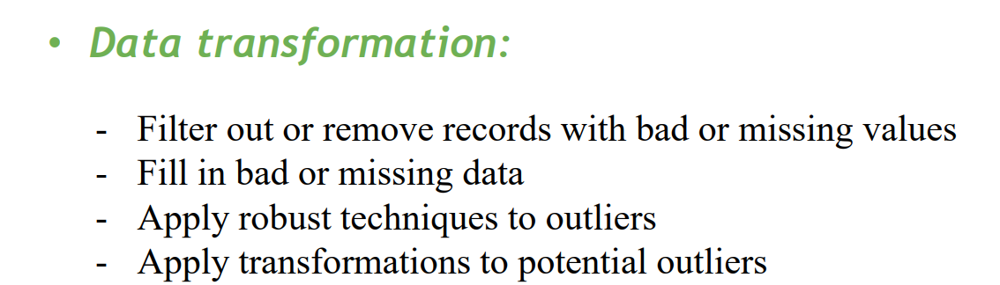 • Data transformation:
- Filter out or remove records with bad or missing values
- Fill in bad or missing data
- Apply robust techniques to outliers
- Apply transformations to potential outliers